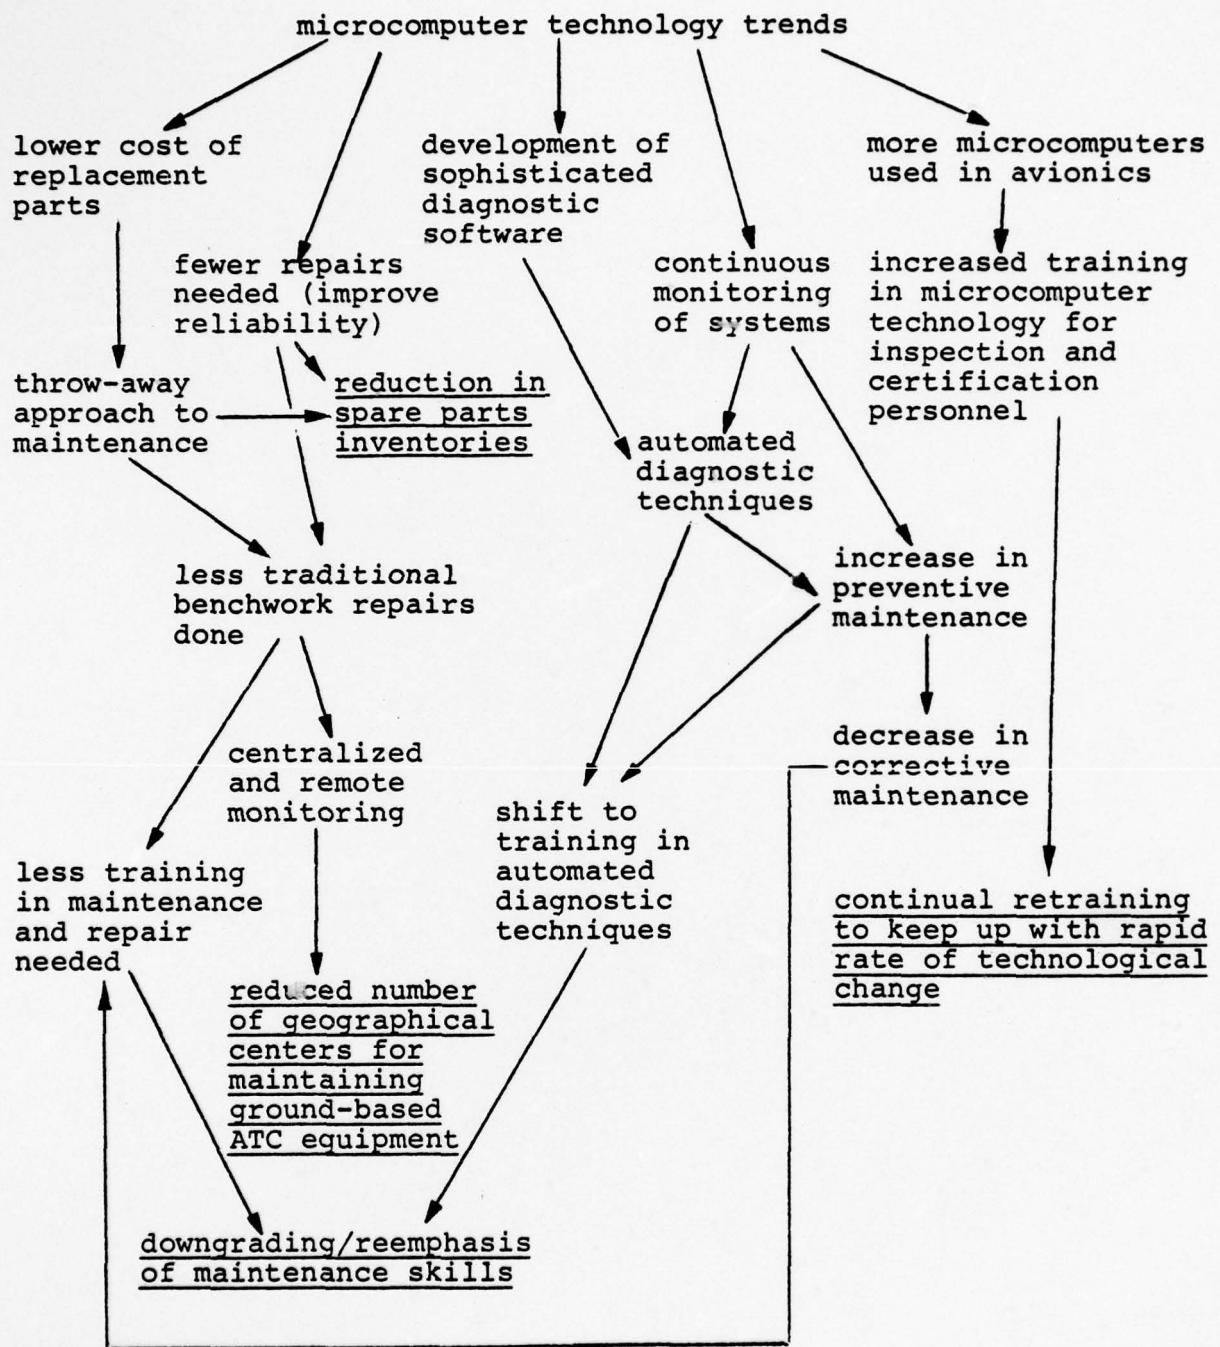 microcomputer technology trends
lower cost of
replacement
parts
development of
sophisticated
diagnostic
software
more microcomputers
used in avionics
fewer repairs
needed (improve
reliability)
continuous
monitoring
of systems
increased training
in microcomputer
technology for
inspection and
certification
personnel
throw-away
approach to
maintenance
reduction in
spare parts
inventories
automated
diagnostic
techniques
less traditional
benchwork repairs
done
increase in
preventive
maintenance
centralized
and remote
monitoring
decrease in
corrective
maintenance
shift to
training in
automated
diagnostic
techniques
less training
in maintenance
and repair
needed
continual retraining
to keep up with rapid
rate of technological
change
reduced number
of geographical
centers for
maintaining
ground-based
ATC equipment
downgrading/reemphasis
of maintenance skills